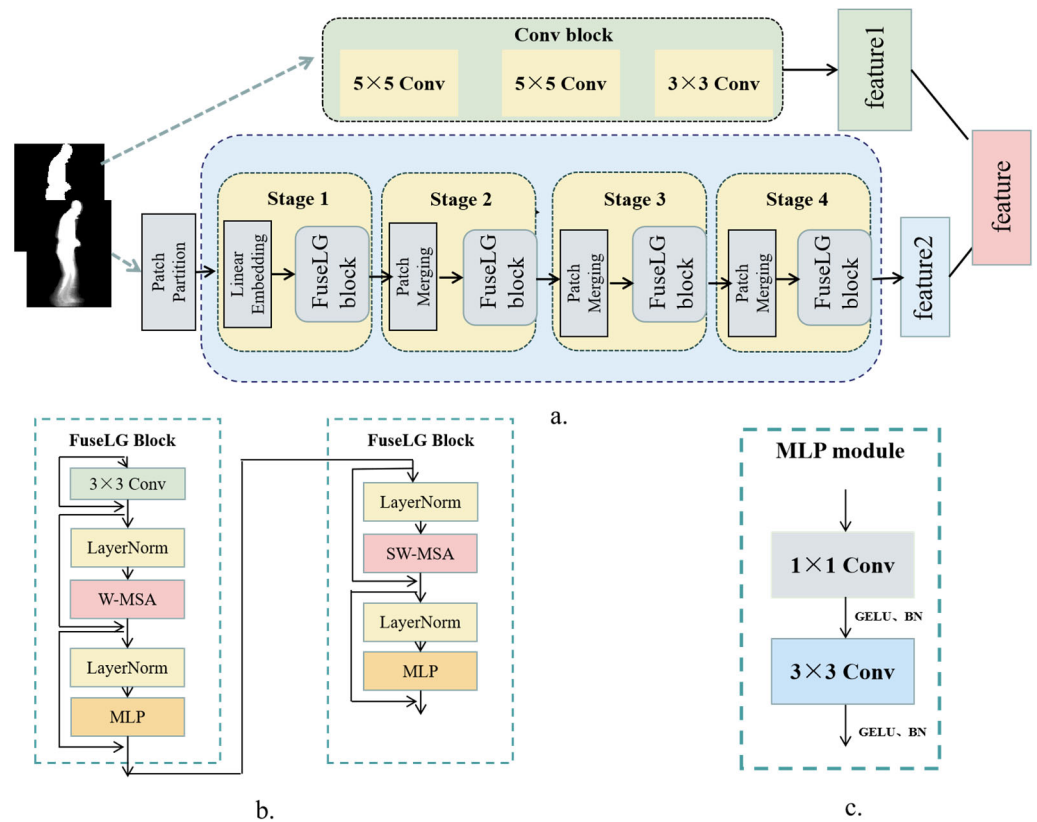 Conv block
5×5 Conv
5×5 Conv
3×3 Conv
feature1
feature
Stage 1
Stage 2
Stage 3
Stage 4
Patch
Partition
Linear
Embedding
FuseLG
block
Patch
Merging
FuseLG
block
Patch
Merging
FuseLG
block
Patch
Merging
FuseLG
block
feature2
a.
FuseLG Block
3×3 Conv
LayerNorm
W-MSA
LayerNorm
MLP
FuseLG Block
LayerNorm
SW-MSA
LayerNorm
MLP
b.
MLP module
1×1 Conv
GELU、BN
3×3 Conv
GELU、BN
c.